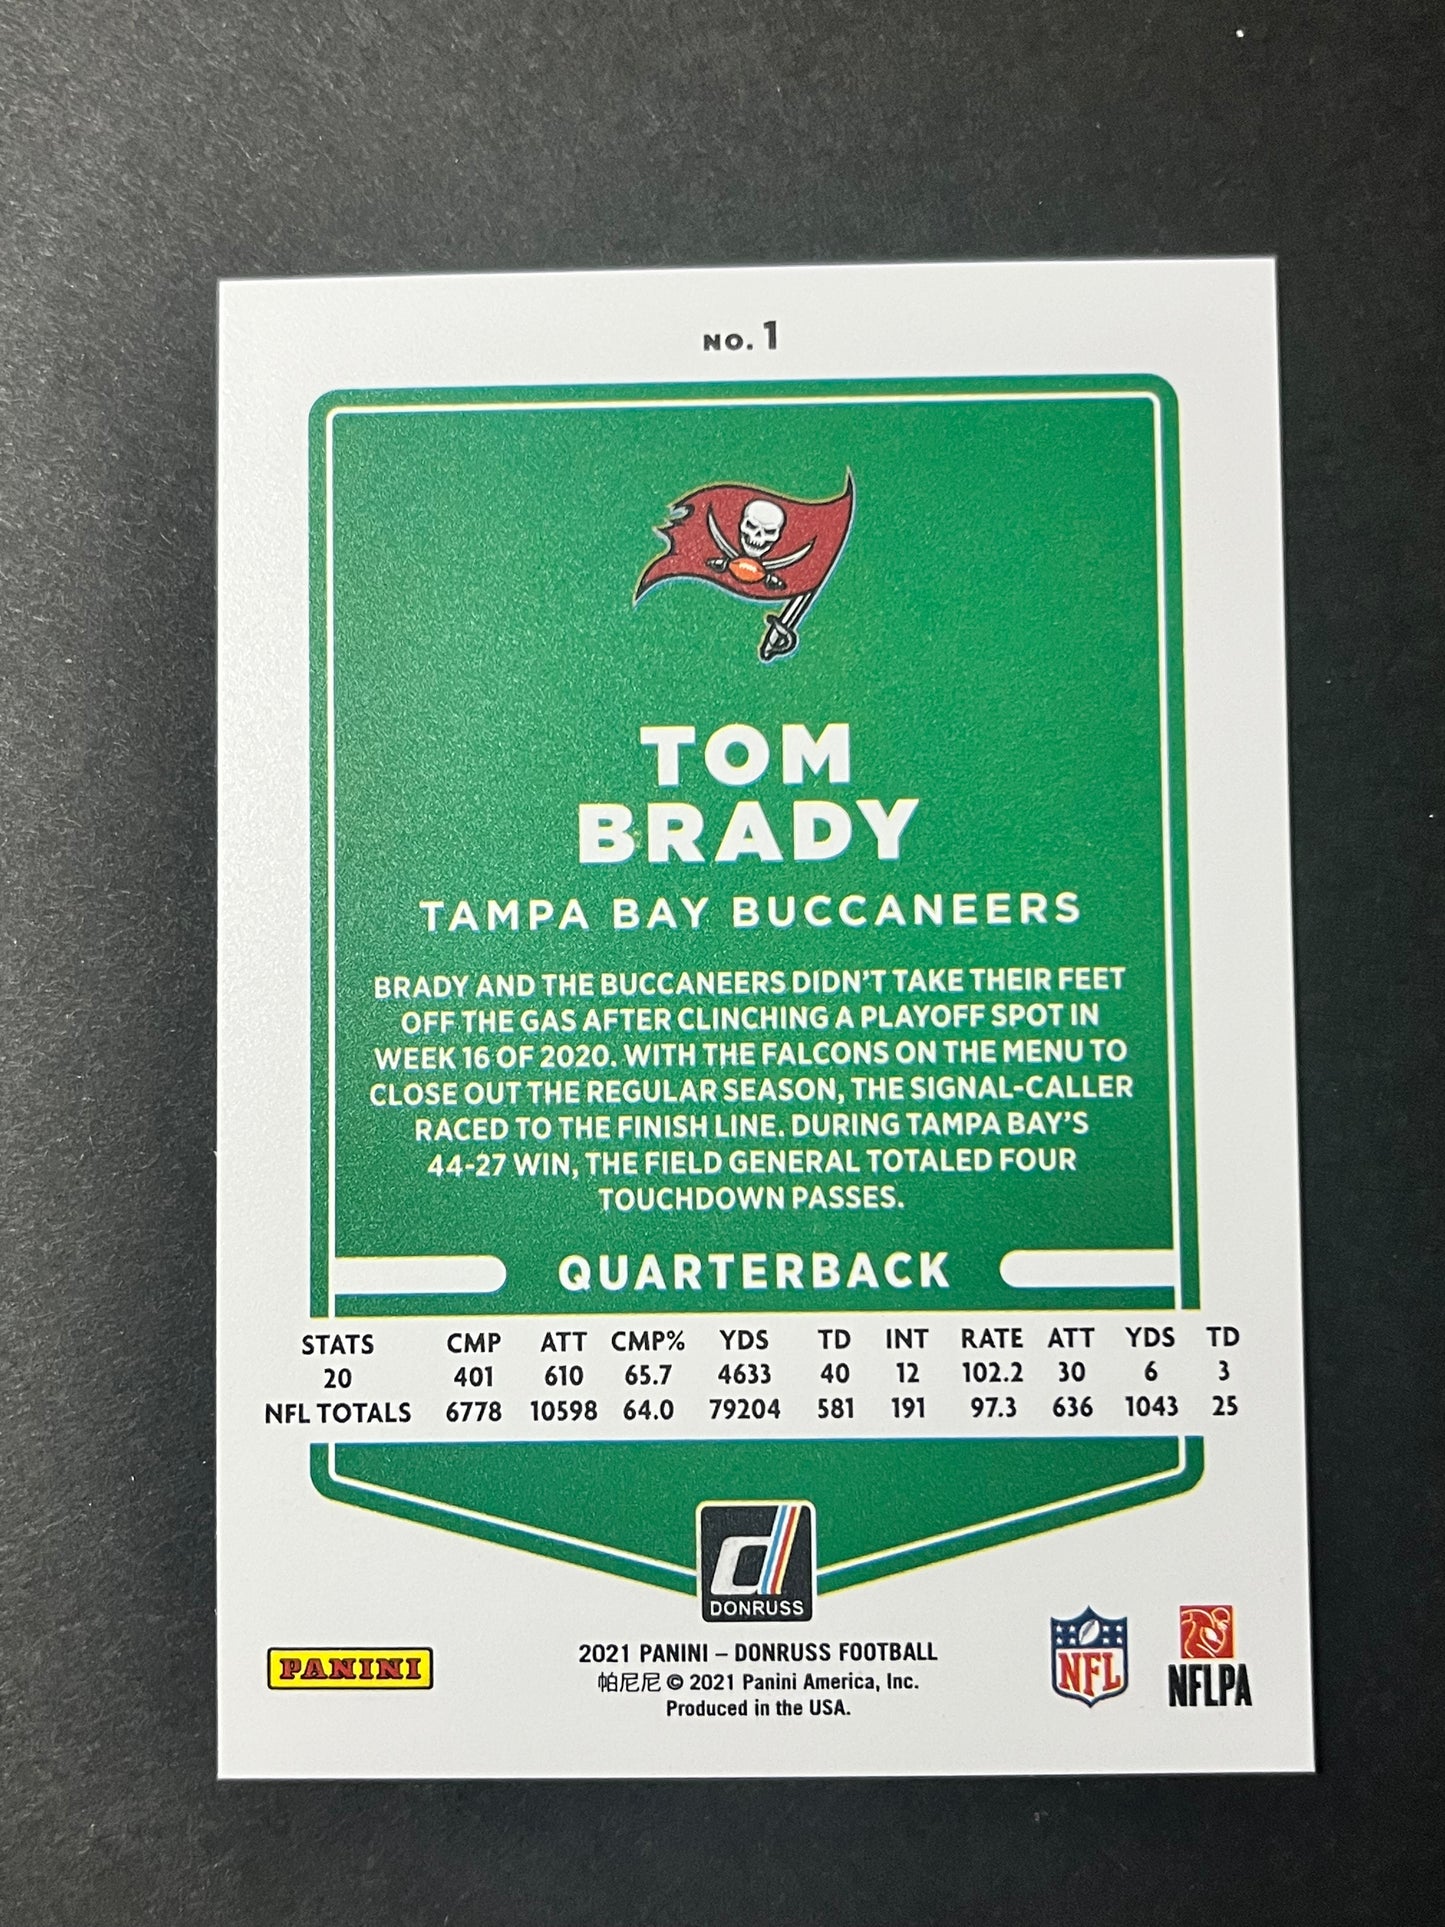 NO. 1
TOM
BRADY
TAMPA BAY BUCCANEERS
BRADY AND THE BUCCANEERS DIDN'T TAKE THEIR FEET
OFF THE GAS AFTER CLINCHING A PLAYOFF SPOT IN
WEEK 16 OF 2020. WITH THE FALCONS ON THE MENU TO
CLOSE OUT THE REGULAR SEASON, THE SIGNAL-CALLER
RACED TO THE FINISH LINE. DURING TAMPA BAY'S
44-27 WIN, THE FIELD GENERAL TOTALED FOUR
TOUCHDOWN PASSES.
QUARTERBACK
STATS CMP ATT CMP% YDS TD INT RATE ATT YDS TD
20 401 610 65.7 4633 40 12 102.2 30 6 3
NFL TOTALS 6778 10598 64.0 79204 581 191 97.3 636 1043 25
d
DONRUSS
PANINI
2021 PANINI – DONRUSS FOOTBALL
帕尼尼 © 2021 Panini America, Inc.
Produced in the USA.
NFL
NFLPA